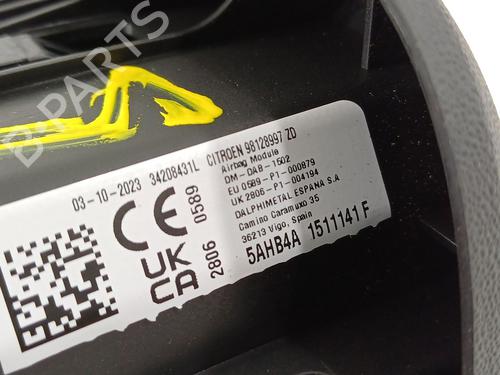 B-PARTS
03-10-2023 34208431L CITROEN 98128997 ZD
Airbag Module
DM-DAB-1502
EU 0589-P1-000879
UK 2806-P1-004194
DALPHIMETAL ESPANA S.A
Camino Caramuxo 35
36213 Vigo, Spain
5AHB4A 1511141 F
CE 0589
UK CA 2806